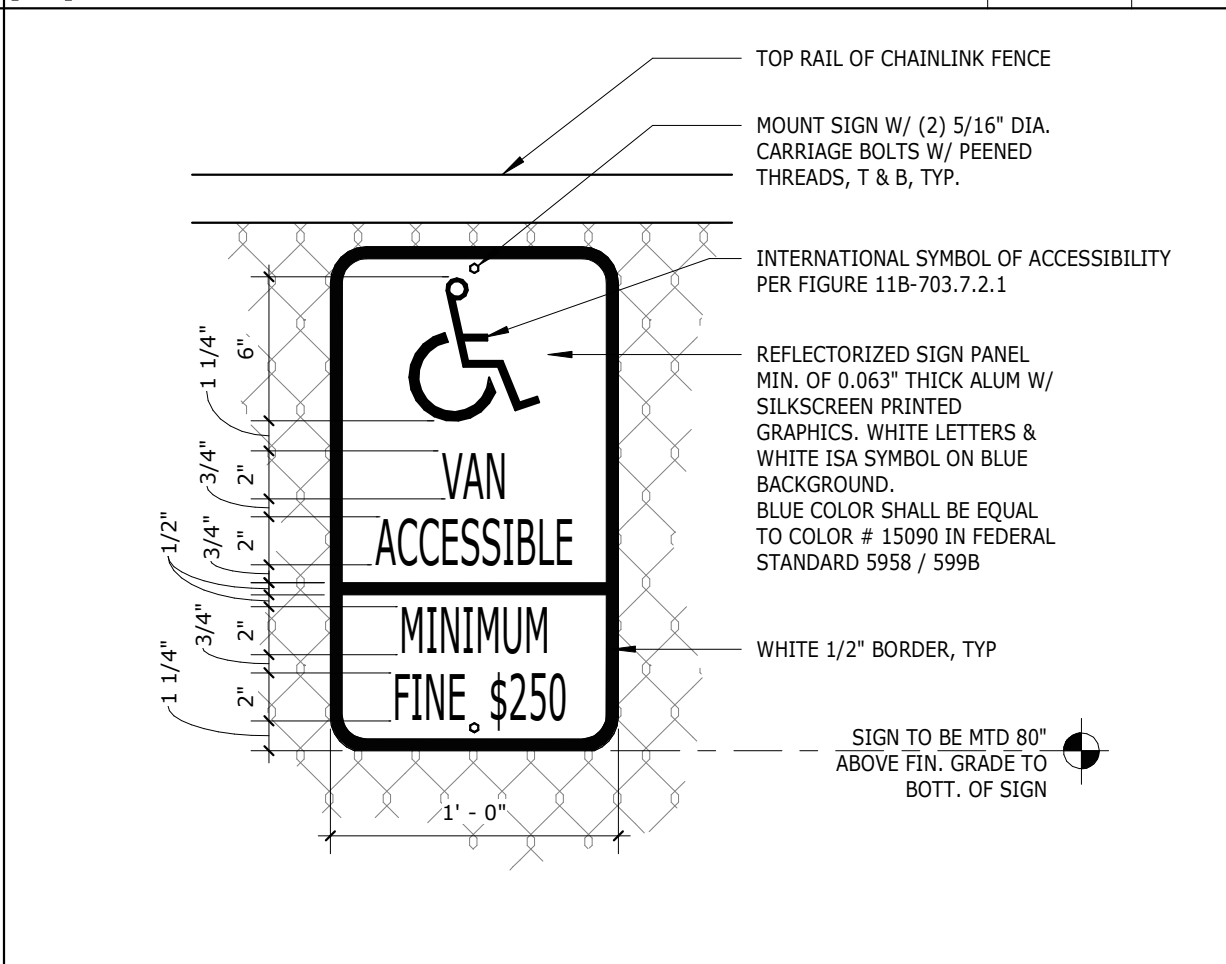 TOP RAIL OF CHAINLINK FENCE
MOUNT SIGN W/ (2) 5/16" DIA.
CARRIAGE BOLTS W/ PEENED
THREADS, T & B, TYP.
INTERNATIONAL SYMBOL OF ACCESSIBILITY
PER FIGURE 11B-703.7.2.1
REFLECTORIZED SIGN PANEL
MIN. OF 0.063" THICK ALUM W/
SILKSCREEN PRINTED
GRAPHICS. WHITE LETTERS &
WHITE ISA SYMBOL ON BLUE
BACKGROUND.
BLUE COLOR SHALL BE EQUAL
TO COLOR # 15090 IN FEDERAL
STANDARD 5958 / 599B
WHITE 1/2" BORDER, TYP
SIGN TO BE MTD 80"
ABOVE FIN. GRADE TO
BOTT. OF SIGN
6"
1 1/4"
2"
3/4"
2"
3/4"
1/2"
2"
3/4"
2"
1 1/4"
VAN
ACCESSIBLE
MINIMUM
FINE $250
1' - 0"